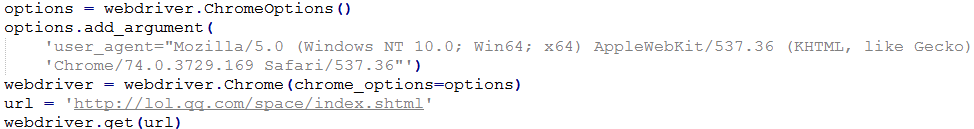 options = webdriver.ChromeOptions()
options.add_argument(
'user_agent="Mozilla/5.0 (Windows NT 10.0; Win64; x64) AppleWebKit/537.36 (KHTML, like Gecko)
'Chrome/74.0.3729.169 Safari/537.36"')
webdriver = webdriver.Chrome(chrome_options=options)
url = 'http://lol.qq.com/space/index.shtml'
webdriver.get(url)